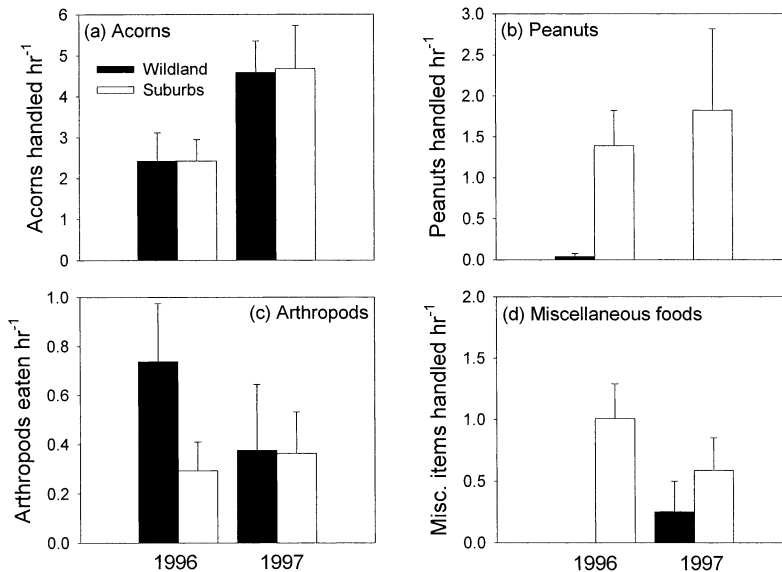 (a) Acorns
Wildland
Suburbs
Acorns handled hr-1
6
5
4
3
2
1
0
(b) Peanuts
Peanuts handled hr-1
3.0
2.5
2.0
1.5
1.0
0.5
0.0
(c) Arthropods
Arthropods eaten hr-1
1.0
0.8
0.6
0.4
0.2
0.0
1996 1997
(d) Miscellaneous foods
Misc. items handled hr-1
2.0
1.5
1.0
0.5
0.0
1996 1997